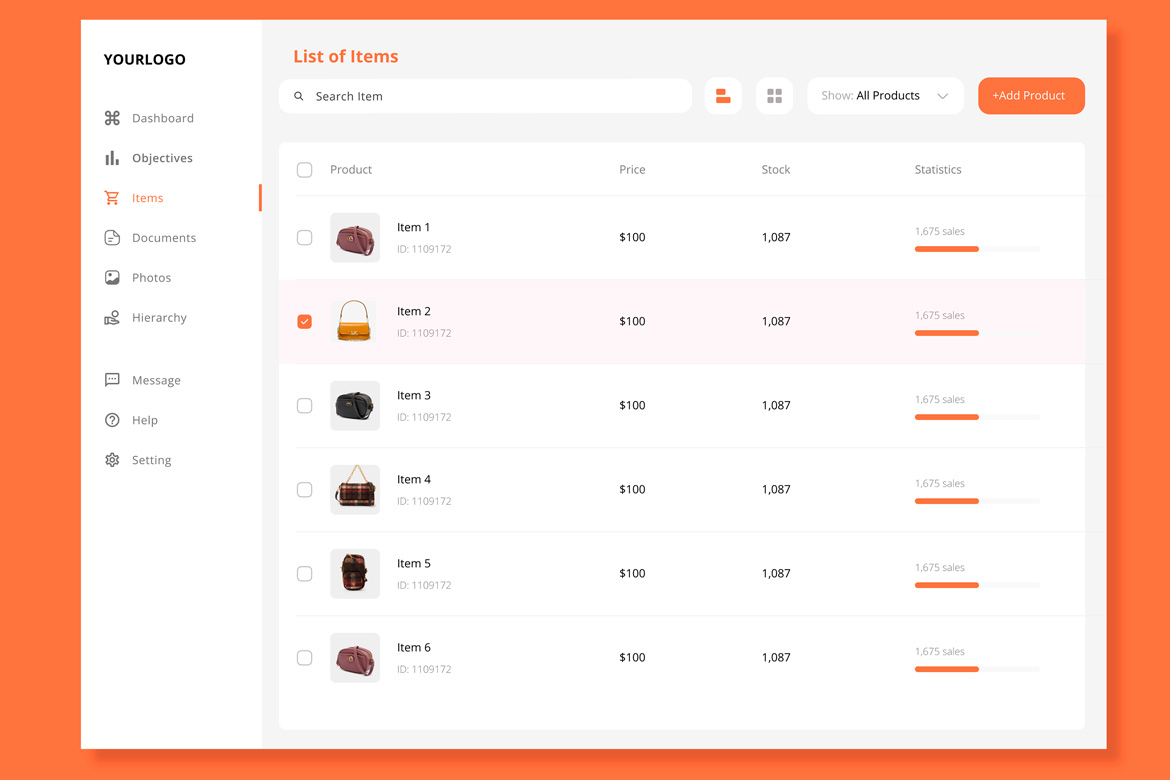 YOURLOGO
Dashboard
Objectives
Items
Documents
Photos
Hierarchy
Message
Help
Setting
List of Items
Search Item
Show: All Products
+Add Product
Product Price Stock Statistics
Item 1
ID: 1109172
$100
1,087
1,675 sales
Item 2
ID: 1109172
$100
1,087
1,675 sales
Item 3
ID: 1109172
$100
1,087
1,675 sales
Item 4
ID: 1109172
$100
1,087
1,675 sales
Item 5
ID: 1109172
$100
1,087
1,675 sales
Item 6
ID: 1109172
$100
1,087
1,675 sales